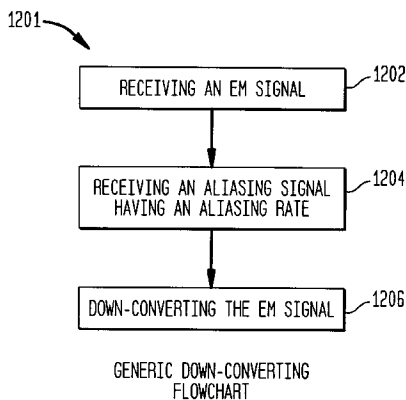 1201
RECEIVING AN EM SIGNAL
1202
RECEIVING AN ALIASING SIGNAL
HAVING AN ALIASING RATE
1204
DOWN-CONVERTING THE EM SIGNAL
1206
GENERIC DOWN-CONVERTING
FLOWCHART